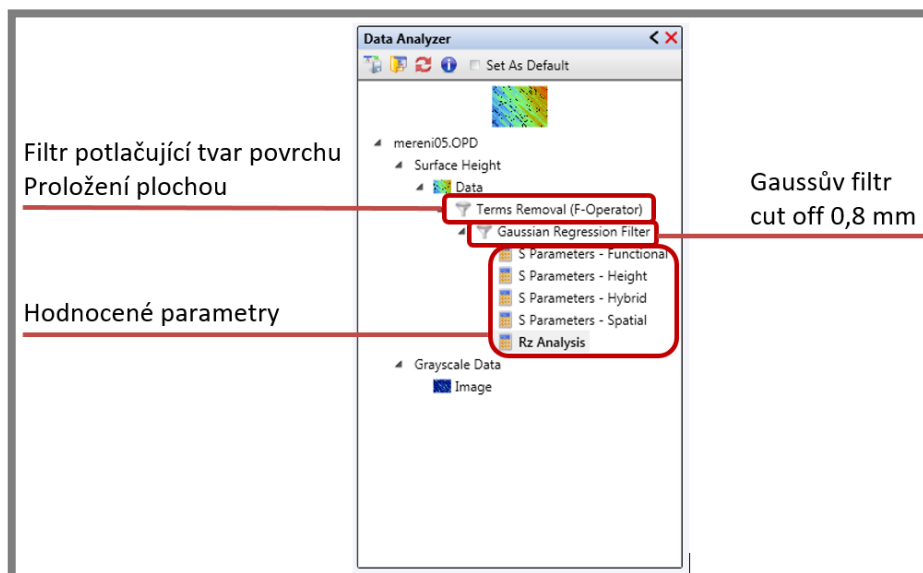 Data Analyzer
Set As Default
mereni05.OPD
Surface Height
Data
Terms Removal (F-Operator)
Gaussian Regression Filter
S Parameters - Functional
S Parameters - Height
S Parameters - Hybrid
S Parameters - Spatial
Rz Analysis
Grayscale Data
Image
Filtr potlačující tvar povrchu
Proložení plochou
Hodnocené parametry
Gaussův filtr
cut off 0,8 mm